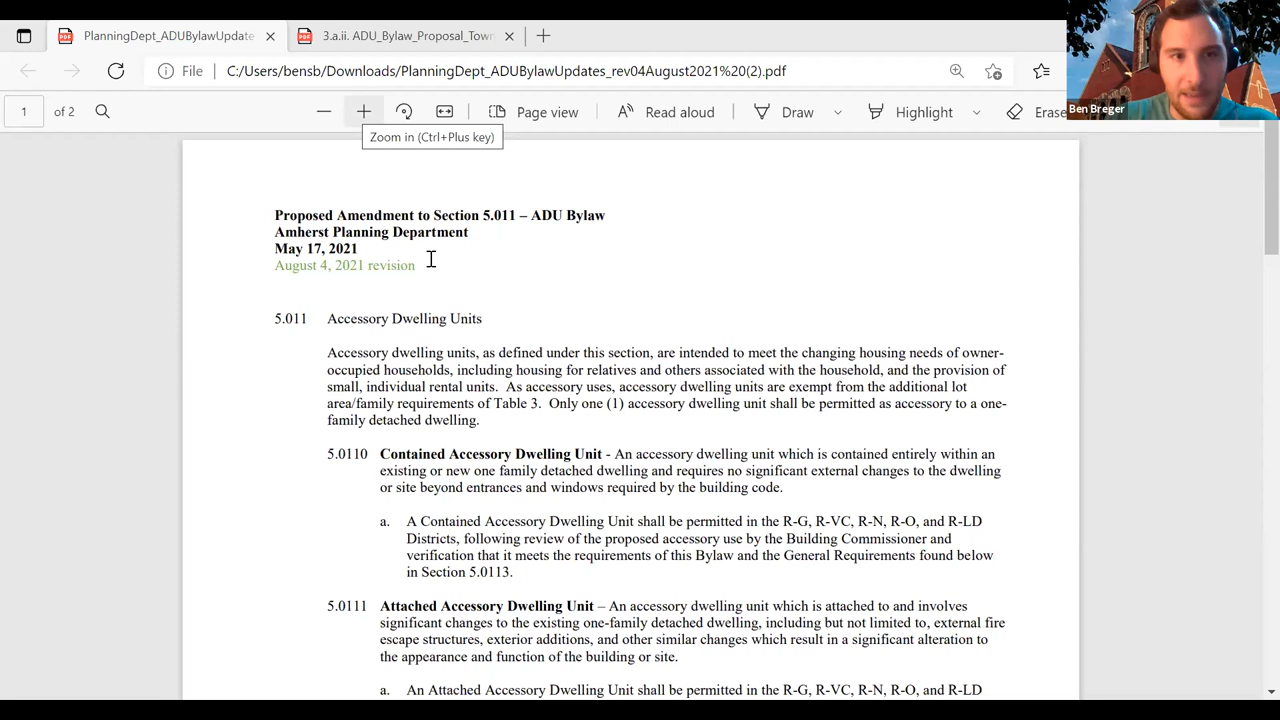 PlanningDept_ADUBylawUpdate
3.a.ii. ADU_Bylaw_Proposal_Town
File
C:/Users/bensb/Downloads/PlanningDept_ADUBylawUpdates_rev04August2021%20(2).pdf
1
of 2
Page view
Read aloud
Draw
Highlight
Erase
Ben Breger
Zoom in (Ctrl+Plus key)
Proposed Amendment to Section 5.011 – ADU Bylaw
Amherst Planning Department
May 17, 2021
August 4, 2021 revision
5.011 Accessory Dwelling Units
Accessory dwelling units, as defined under this section, are intended to meet the changing housing needs of owner-
occupied households, including housing for relatives and others associated with the household, and the provision of
small, individual rental units. As accessory uses, accessory dwelling units are exempt from the additional lot
area/family requirements of Table 3. Only one (1) accessory dwelling unit shall be permitted as accessory to a one-
family detached dwelling.
5.0110 Contained Accessory Dwelling Unit - An accessory dwelling unit which is contained entirely within an
existing or new one family detached dwelling and requires no significant external changes to the dwelling
or site beyond entrances and windows required by the building code.
a. A Contained Accessory Dwelling Unit shall be permitted in the R-G, R-VC, R-N, R-O, and R-LD
Districts, following review of the proposed accessory use by the Building Commissioner and
verification that it meets the requirements of this Bylaw and the General Requirements found below
in Section 5.0113.
5.0111 Attached Accessory Dwelling Unit – An accessory dwelling unit which is attached to and involves
significant changes to the existing one-family detached dwelling, including but not limited to, external fire
escape structures, exterior additions, and other similar changes which result in a significant alteration to
the appearance and function of the building or site.
a. An Attached Accessory Dwelling Unit shall be permitted in the R-G, R-VC, R-N, R-O, and R-LD